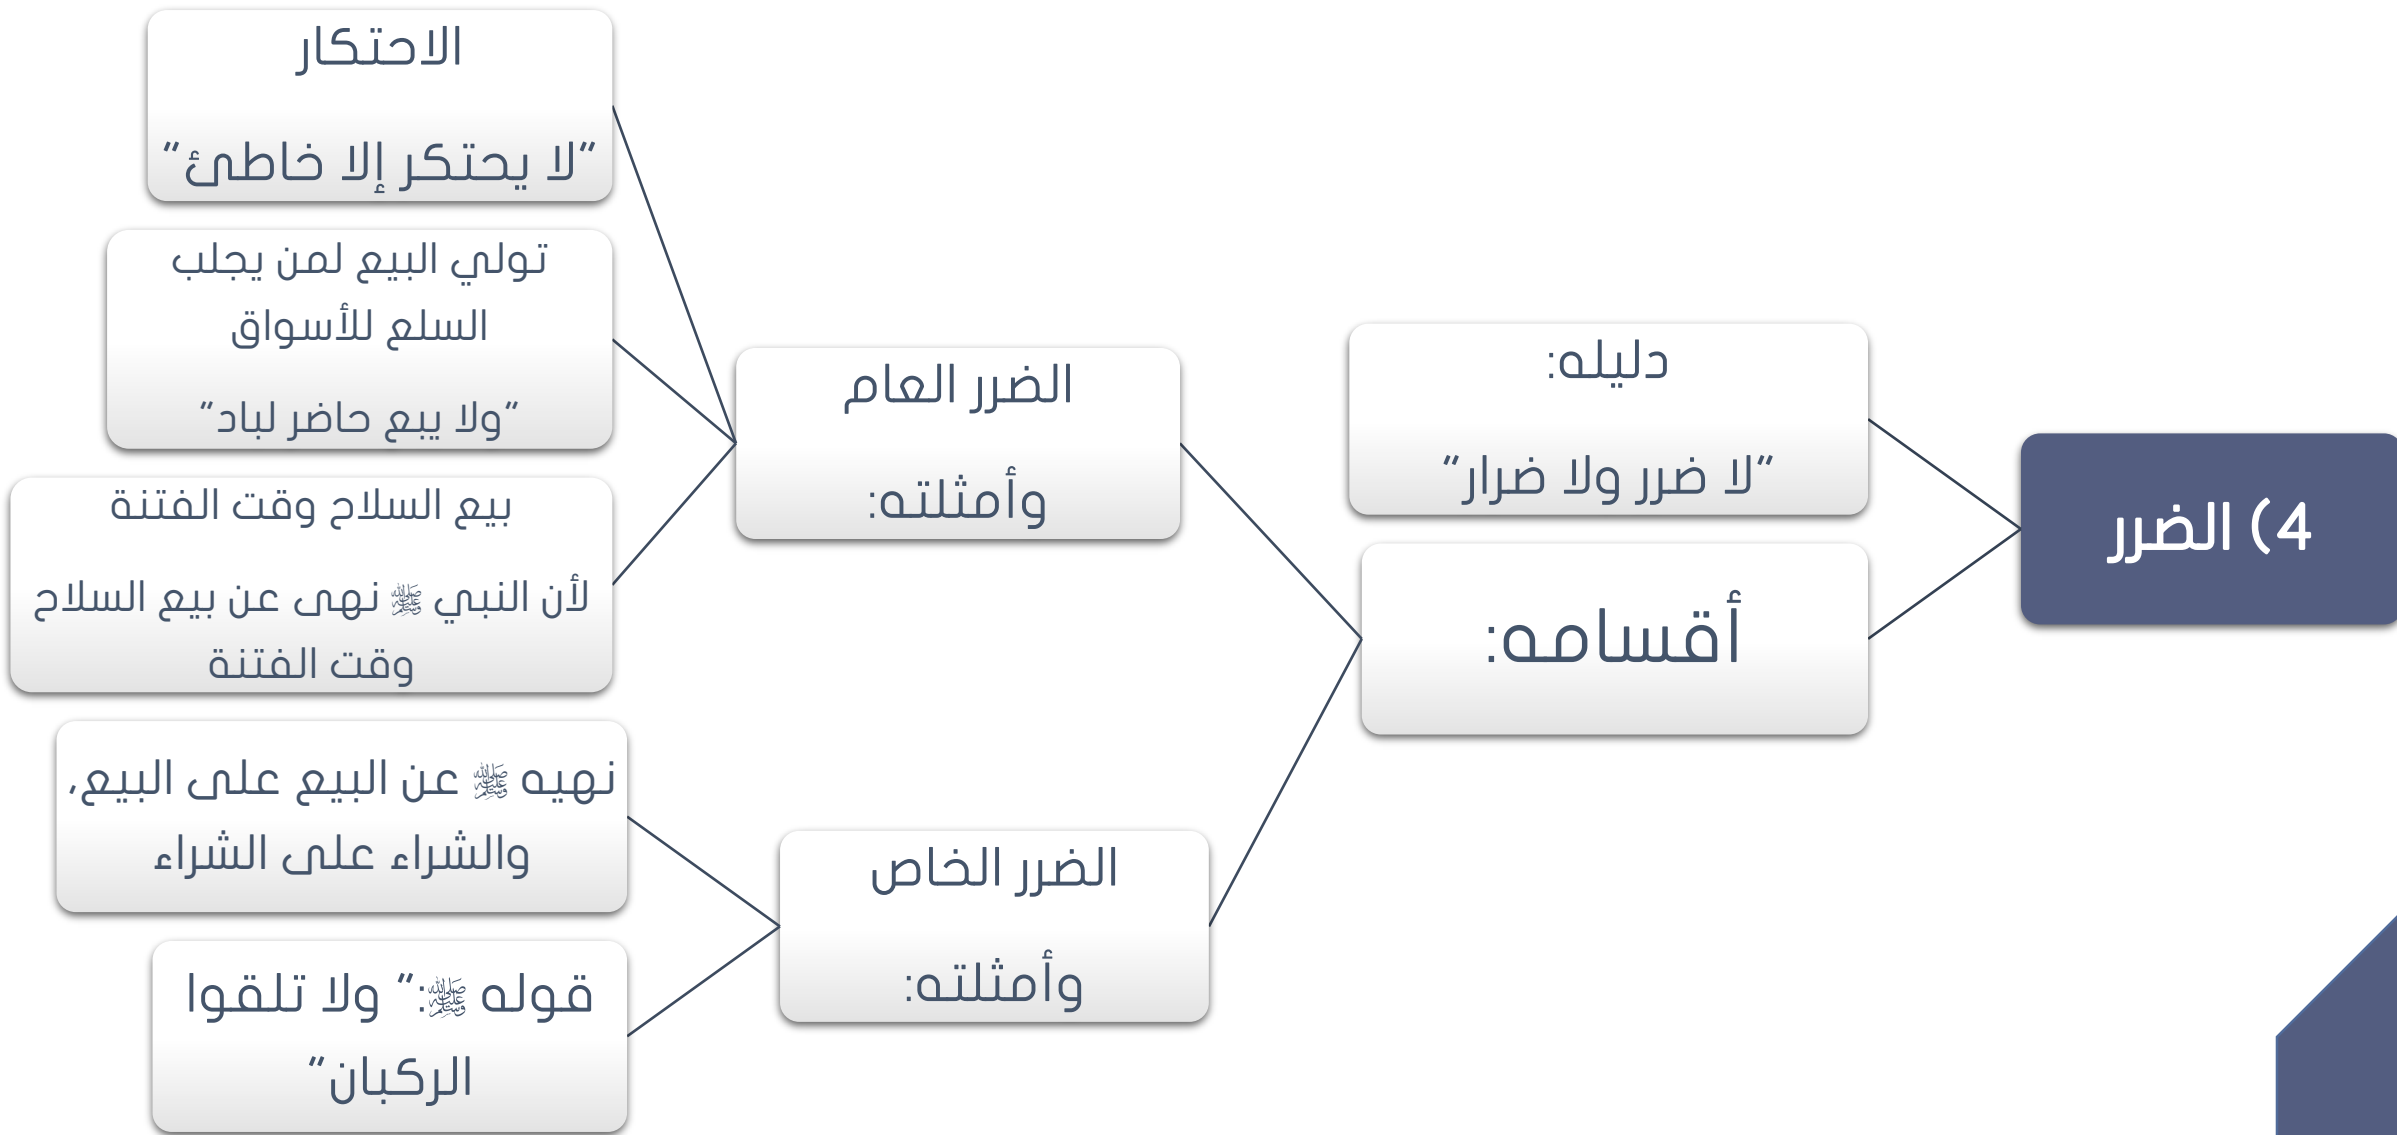 4) الضرر
دليله:
"لا ضرر ولا ضرار"
أقسامه:
الضرر العام
وأمثلته:
الاحتكار
"لا يحتكر إلا خاطئ"
تولي البيع لمن يجلب
السلع للأسواق
"ولا يبع حاضر لباد"
بيع السلاح وقت الفتنة
لأن النبي ﷺ نهى عن بيع السلاح
وقت الفتنة
الضرر الخاص
وأمثلته:
نهيه ﷺ عن البيع على البيع،
والشراء على الشراء
قوله ﷺ:" ولا تلقوا
الركبان"